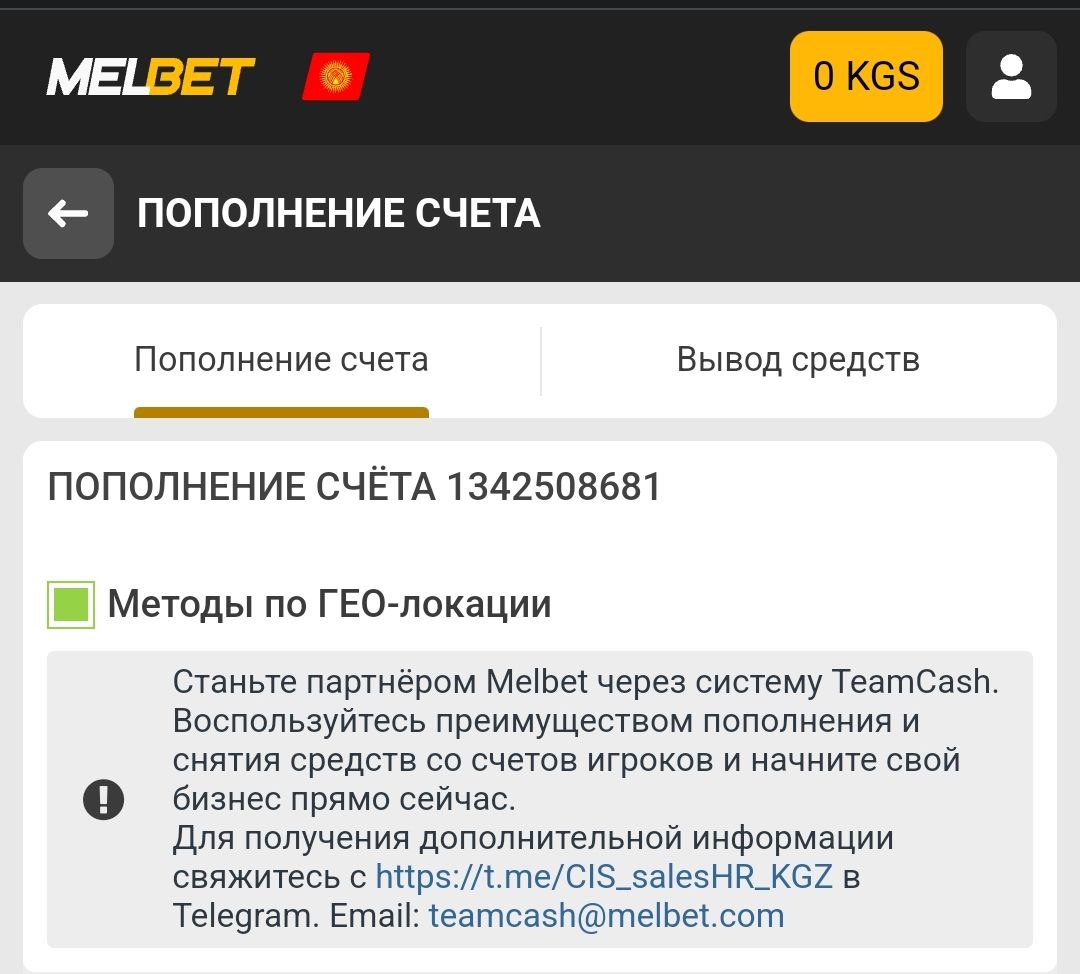 MELBET
0 KGS
ПОПОЛНЕНИЕ СЧЕТА
Пополнение счета
Вывод средств
ПОПОЛНЕНИЕ СЧЁТА 1342508681
Методы по ГЕО-локации
Станьте партнёром Melbet через систему TeamCash.
Воспользуйтесь преимуществом пополнения и
снятия средств со счетов игроков и начните свой
бизнес прямо сейчас.
Для получения дополнительной информации
свяжитесь с https://t.me/CIS_salesHR_KGZ в
Telegram. Email: teamcash@melbet.com